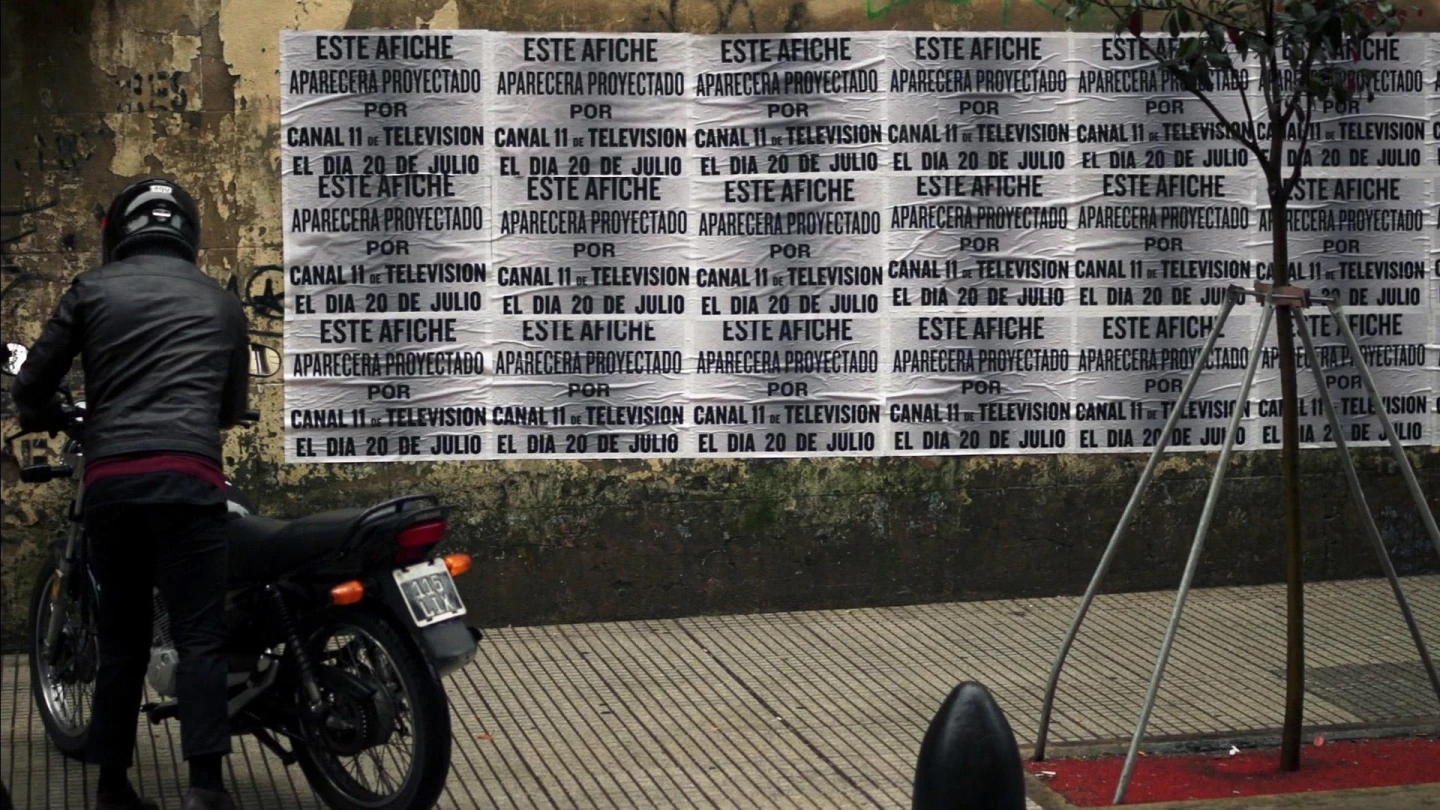 ESTE AFICHE
APARECERA PROYECTADO
POR
CANAL 11 DE TELEVISION
EL DIA 20 DE JULIO
ESTE AFICHE
APARECERA PROYECTADO
POR
CANAL 11 DE TELEVISION
EL DIA 20 DE JULIO
ESTE AFICHE
APARECERA PROYECTADO
POR
CANAL 11 DE TELEVISION
EL DIA 20 DE JULIO
ESTE AFICHE
APARECERA PROYECTADO
POR
CANAL 11 DE TELEVISION
EL DIA 20 DE JULIO
ESTE AFICHE
APARECERA PROYECTADO
POR
CANAL 11 DE TELEVISION
EL DIA 20 DE JULIO
ESTE AFICHE
APARECERA PROYECTADO
POR
CANAL 11 DE TELEVISION
EL DIA 20 DE JULIO
ESTE AFICHE
APARECERA PROYECTADO
POR
CANAL 11 DE TELEVISION
EL DIA 20 DE JULIO
ESTE AFICHE
APARECERA PROYECTADO
POR
CANAL 11 DE TELEVISION
EL DIA 20 DE JULIO
ESTE AFICHE
APARECERA PROYECTADO
POR
CANAL 11 DE TELEVISION
EL DIA 20 DE JULIO
ESTE AFICHE
APARECERA PROYECTADO
POR
CANAL 11 DE TELEVISION
EL DIA 20 DE JULIO
ESTE AFICHE
APARECERA PROYECTADO
POR
CANAL 11 DE TELEVISION
EL DIA 20 DE JULIO
ESTE AFICHE
APARECERA PROYECTADO
POR
CANAL 11 DE TELEVISION
EL DIA 20 DE JULIO
ESTE AFICHE
APARECERA PROYECTADO
POR
CANAL 11 DE TELEVISION
EL DIA 20 DE JULIO
ESTE AFICHE
APARECERA PROYECTADO
POR
CANAL 11 DE TELEVISION
EL DIA 20 DE JULIO
ESTE AFICHE
APARECERA PROYECTADO
POR
CANAL 11 DE TELEVISION
EL DIA 20 DE JULIO
ESTE AFICHE
APARECERA PROYECTADO
POR
CANAL 11 DE TELEVISION
EL DIA 20 DE JULIO
ESTE AFICHE
APARECERA PROYECTADO
POR
CANAL 11 DE TELEVISION
EL DIA 20 DE JULIO
ESTE AFICHE
APARECERA PROYECTADO
POR
CANAL 11 DE TELEVISION
EL DIA 20 DE JULIO
115